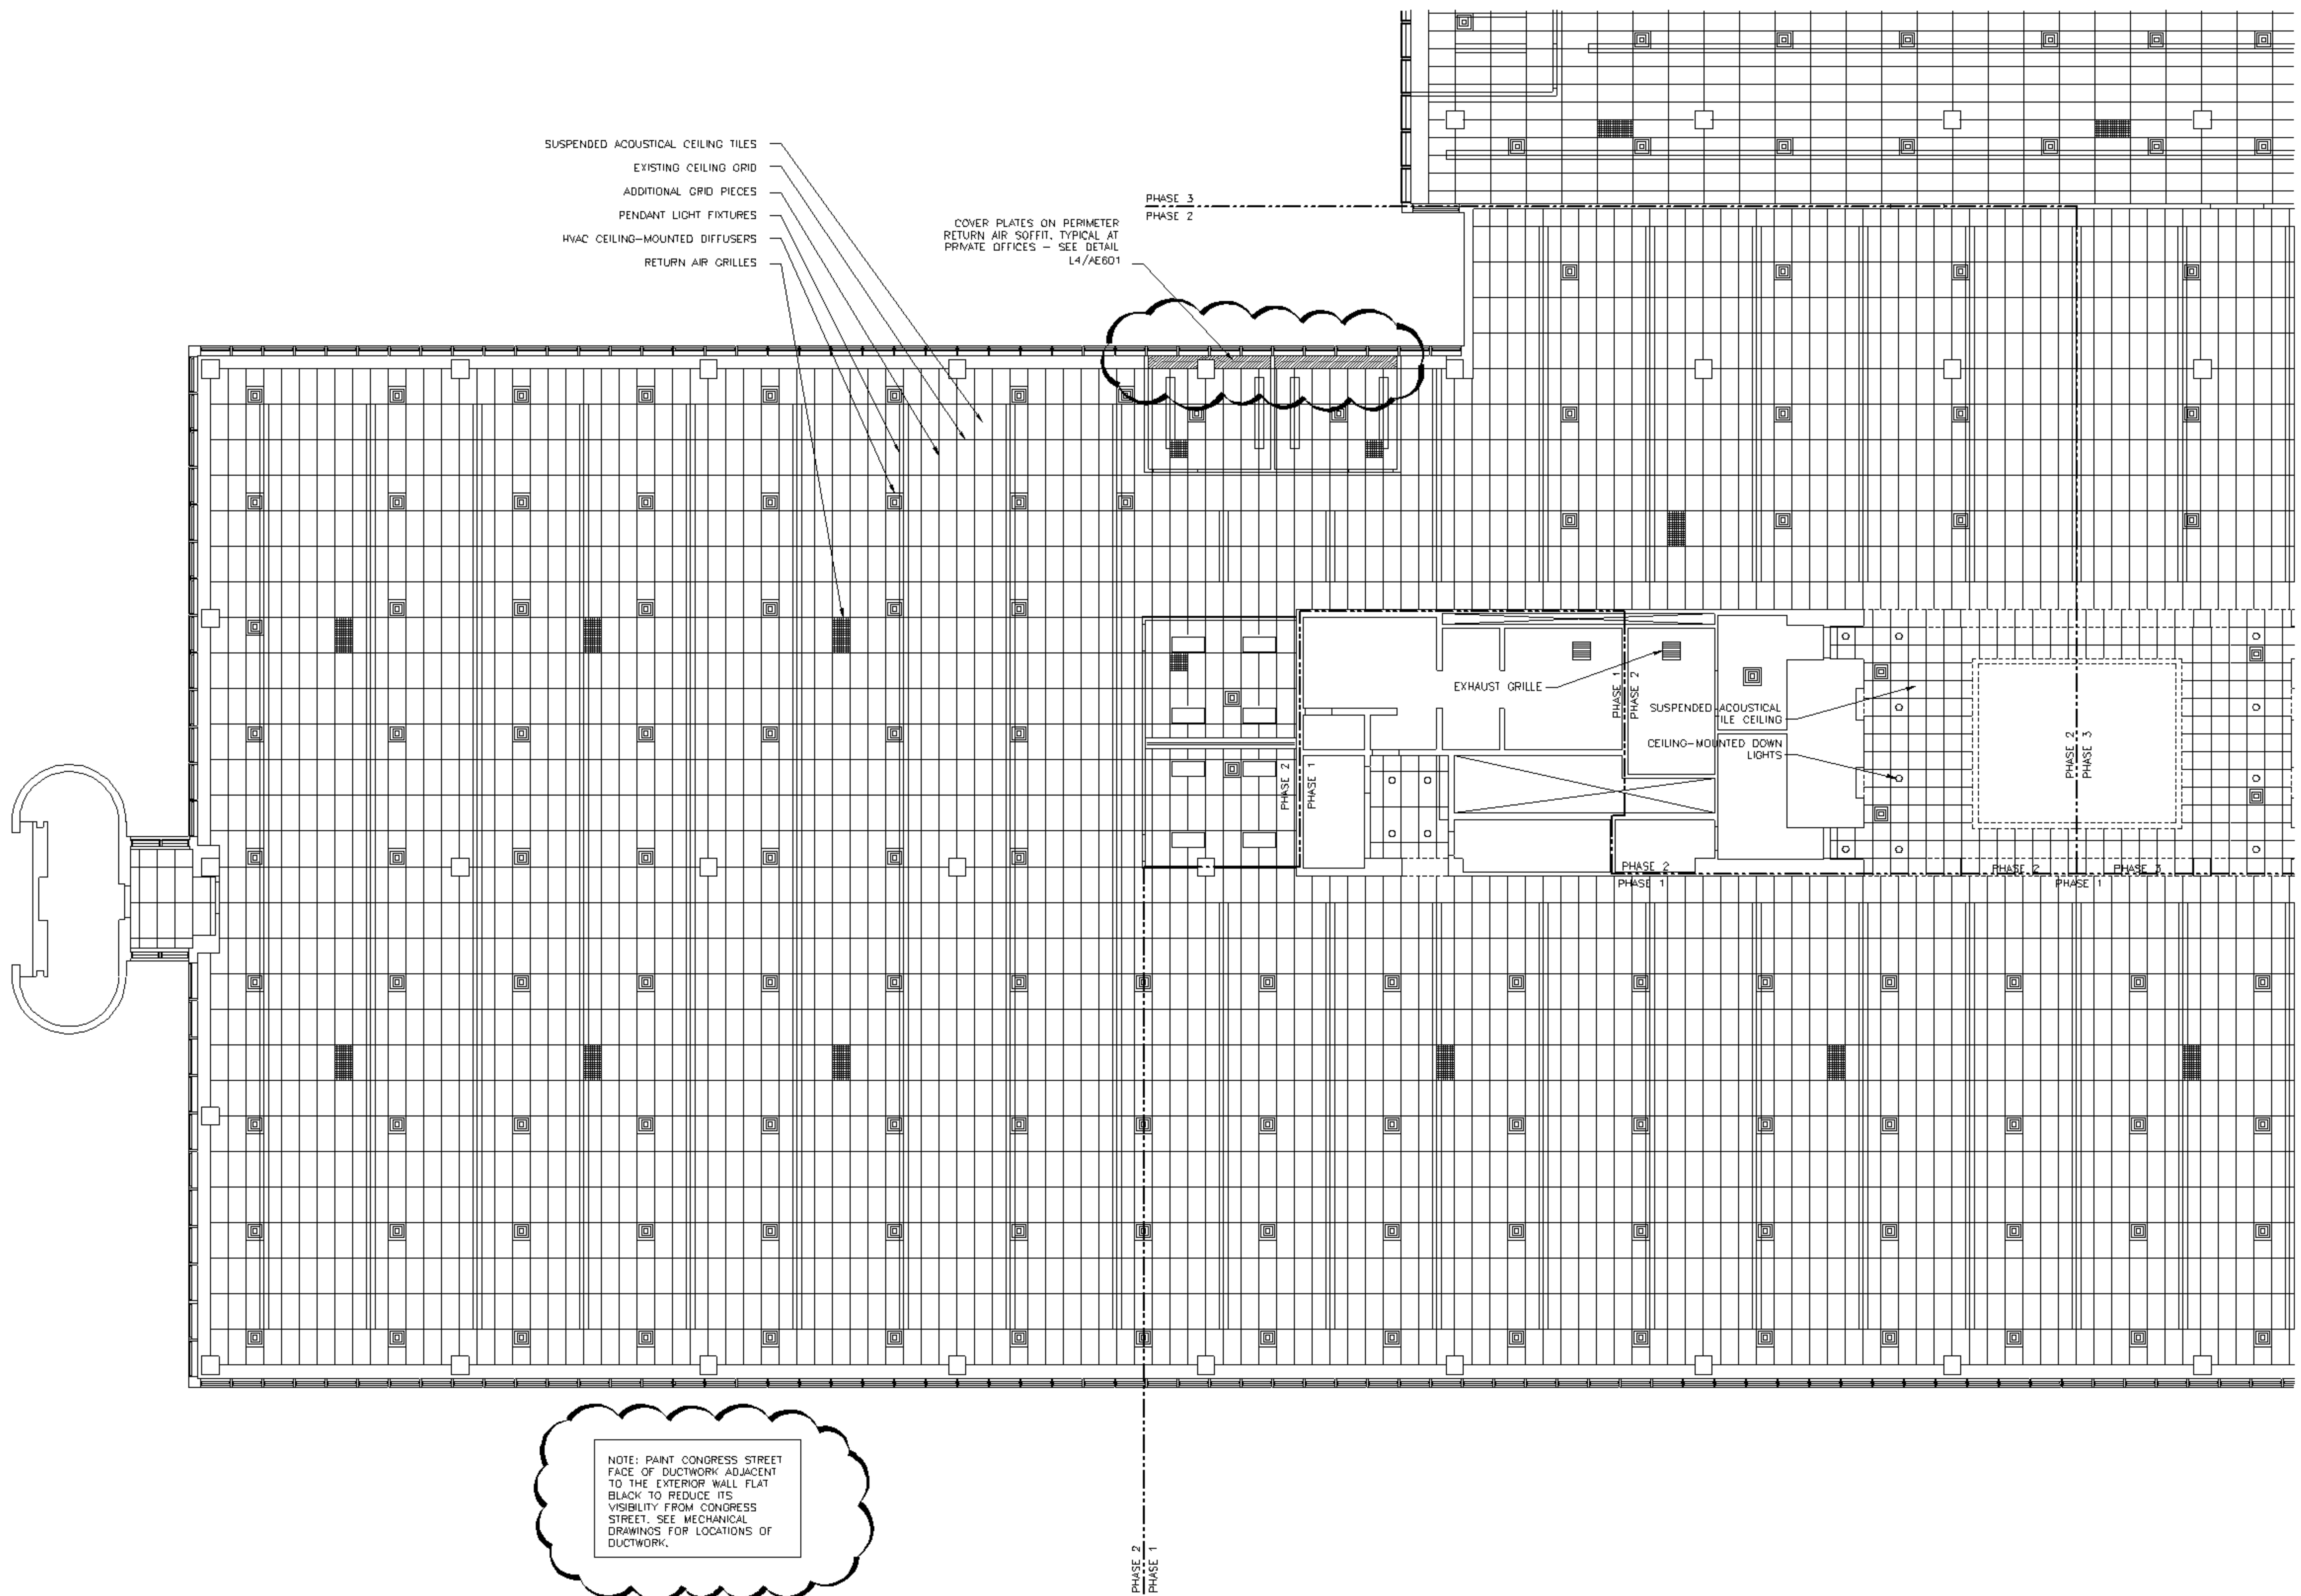 SUSPENDED ACOUSTICAL CEILING TILES
EXISTING CEILING GRID
ADDITIONAL GRID PIECES
PENDANT LIGHT FIXTURES
HVAC CEILING-MOUNTED DIFFUSERS
RETURN AIR GRILLES
COVER PLATES ON PERIMETER
RETURN AIR SOFFIT, TYPICAL AT
PRIVATE OFFICES - SEE DETAIL
L4/AE601
PHASE 3
PHASE 2
EXHAUST GRILLE
PHASE 1
PHASE 2
SUSPENDED ACOUSTICAL
TILE CEILING
CEILING-MOUNTED DOWN
LIGHTS
PHASE 2
PHASE 3
PHASE 2
PHASE 1
PHASE 2
PHASE 1
PHASE 2
PHASE 3
PHASE 1
NOTE: PAINT CONGRESS STREET
FACE OF DUCTWORK ADJACENT
TO THE EXTERIOR WALL FLAT
BLACK TO REDUCE ITS
VISIBILITY FROM CONGRESS
STREET. SEE MECHANICAL
DRAWINGS FOR LOCATIONS OF
DUCTWORK.
PHASE 2
PHASE 1